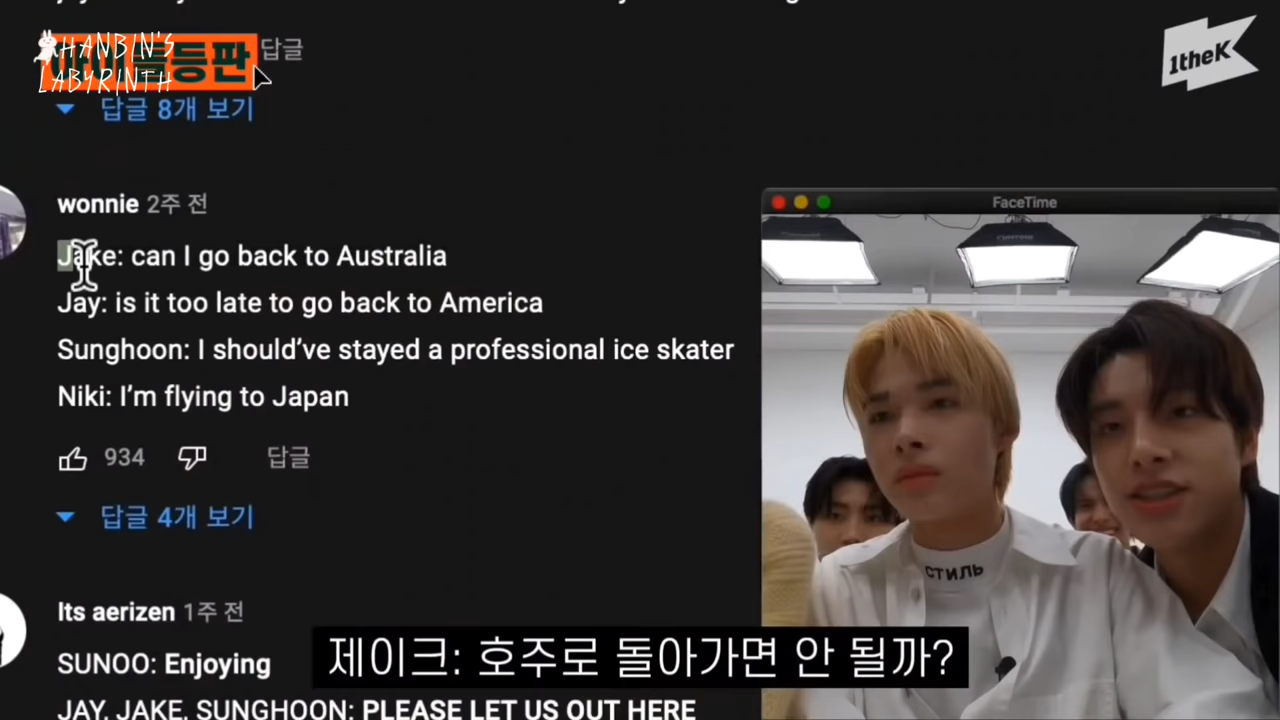 HANBIN'S
LABYRINTH
답글
1theK
답글 8개 보기
wonnie 2주 전
FaceTime
Jake: can I go back to Australia
Jay: is it too late to go back to America
Sunghoon: I should've stayed a professional ice skater
Niki: I'm flying to Japan
934
답글
답글 4개 보기
СТИЛЬ
Its aerizen 1주 전
SUNOO: Enjoying
제이크: 호주로 돌아가면 안 될까?
JAY, JAKE, SUNGHOON: PLEASE LET US OUT HERE